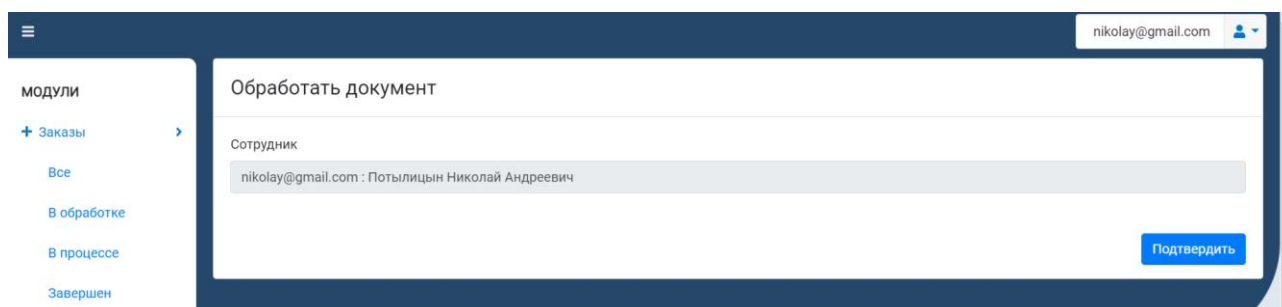 nikolay@gmail.com
МОДУЛИ
Заказы
Все
В обработке
В процессе
Завершен
Обработать документ
Сотрудник
nikolay@gmail.com : Потылицын Николай Андреевич
Подтвердить